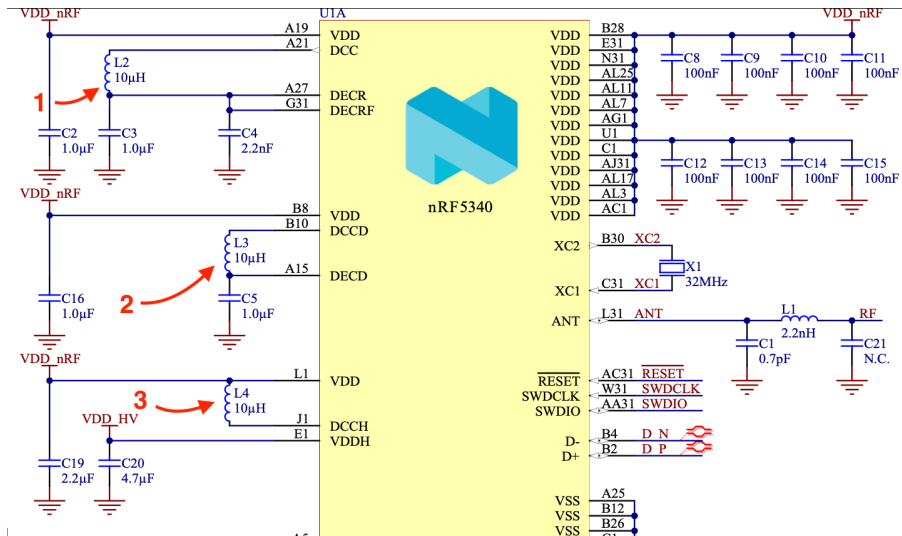 VDD_nRF
U1A
VDD_nRF
A19
VDD
A21
DCC
L2
10µH
1
A27
DECR
G31
DECRF
C2
1.0µF
C3
1.0µF
C4
2.2nF
VDD
B28
VDD
E31
VDD
N31
VDD
AL25
VDD
AL11
VDD
AL7
VDD
AG1
VDD
U1
VDD
C1
VDD
AJ31
VDD
AL17
VDD
AL3
VDD
AC1
C8
100nF
C9
100nF
C10
100nF
C11
100nF
C12
100nF
C13
100nF
C14
100nF
C15
100nF
nRF5340
VDD_nRF
B8
VDD
B10
DCCD
L3
10µH
2
A15
DECD
C16
1.0µF
C5
1.0µF
XC2
B30
XC2
X1
32MHz
XC1
C31
XC1
ANT
L31
ANT
L1
2.2nH
RF
C1
0.7pF
C21
N.C.
VDD_nRF
L1
VDD
L4
10µH
3
VDD_HV
J1
DCCH
E1
VDDH
C19
2.2µF
C20
4.7µF
RESET
AC31
RESET
SWDCLK
W31
SWDCLK
SWDIO
AA31
SWDIO
D-
B4
D_N
D+
B2
D_P
VSS
A25
VSS
B12
VSS
B26